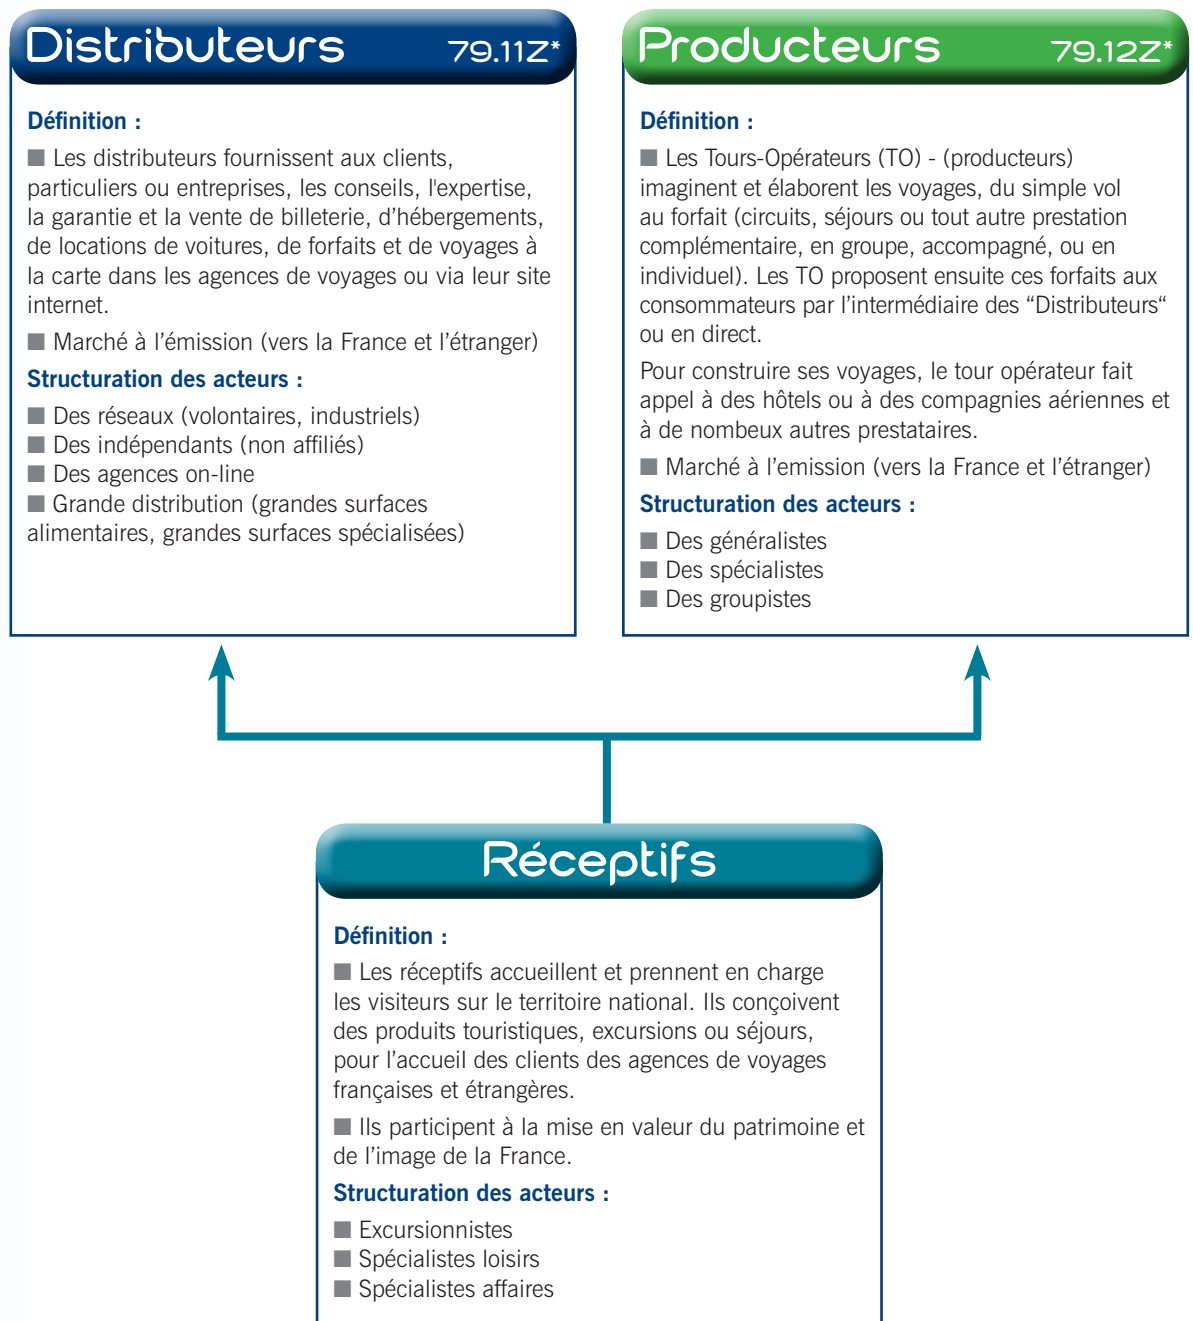 Distributeurs 79.11Z*
Définition :
■ Les distributeurs fournissent aux clients,
particuliers ou entreprises, les conseils, l'expertise,
la garantie et la vente de billeterie, d’hébergements,
de locations de voitures, de forfaits et de voyages à
la carte dans les agences de voyages ou via leur site
internet.
■ Marché à l’émission (vers la France et l’étranger)
Structuration des acteurs :
■ Des réseaux (volontaires, industriels)
■ Des indépendants (non affiliés)
■ Des agences on-line
■ Grande distribution (grandes surfaces
alimentaires, grandes surfaces spécialisées)
Producteurs 79.12Z*
Définition :
■ Les Tours-Opérateurs (TO) - (producteurs)
imaginent et élaborent les voyages, du simple vol
au forfait (circuits, séjours ou tout autre prestation
complémentaire, en groupe, accompagné, ou en
individuel). Les TO proposent ensuite ces forfaits aux
consommateurs par l’intermédiaire des “Distributeurs“
ou en direct.
Pour construire ses voyages, le tour opérateur fait
appel à des hôtels ou à des compagnies aériennes et
à de nombeux autres prestataires.
■ Marché à l’emission (vers la France et l’étranger)
Structuration des acteurs :
■ Des généralistes
■ Des spécialistes
■ Des groupistes
Réceptifs
Définition :
■ Les réceptifs accueillent et prennent en charge
les visiteurs sur le territoire national. Ils conçoivent
des produits touristiques, excursions ou séjours,
pour l’accueil des clients des agences de voyages
françaises et étrangères.
■ Ils participent à la mise en valeur du patrimoine et
de l’image de la France.
Structuration des acteurs :
■ Excursionnistes
■ Spécialistes loisirs
■ Spécialistes affaires